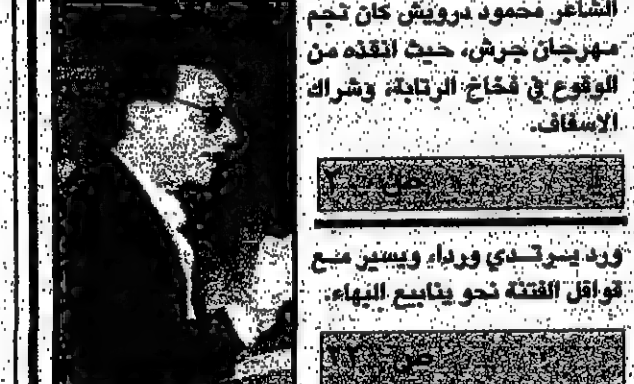 الشاعر محمود درويش كان نجم
مهرجان جرش، حيث انقذه من
الوقوع في فخاخ الرتابة، وشراك
الاسفاف.
ص
ورد يرتدي ورداء ويسير مع
قوافل الفتنة نحو ينابيع البهاء.
ص